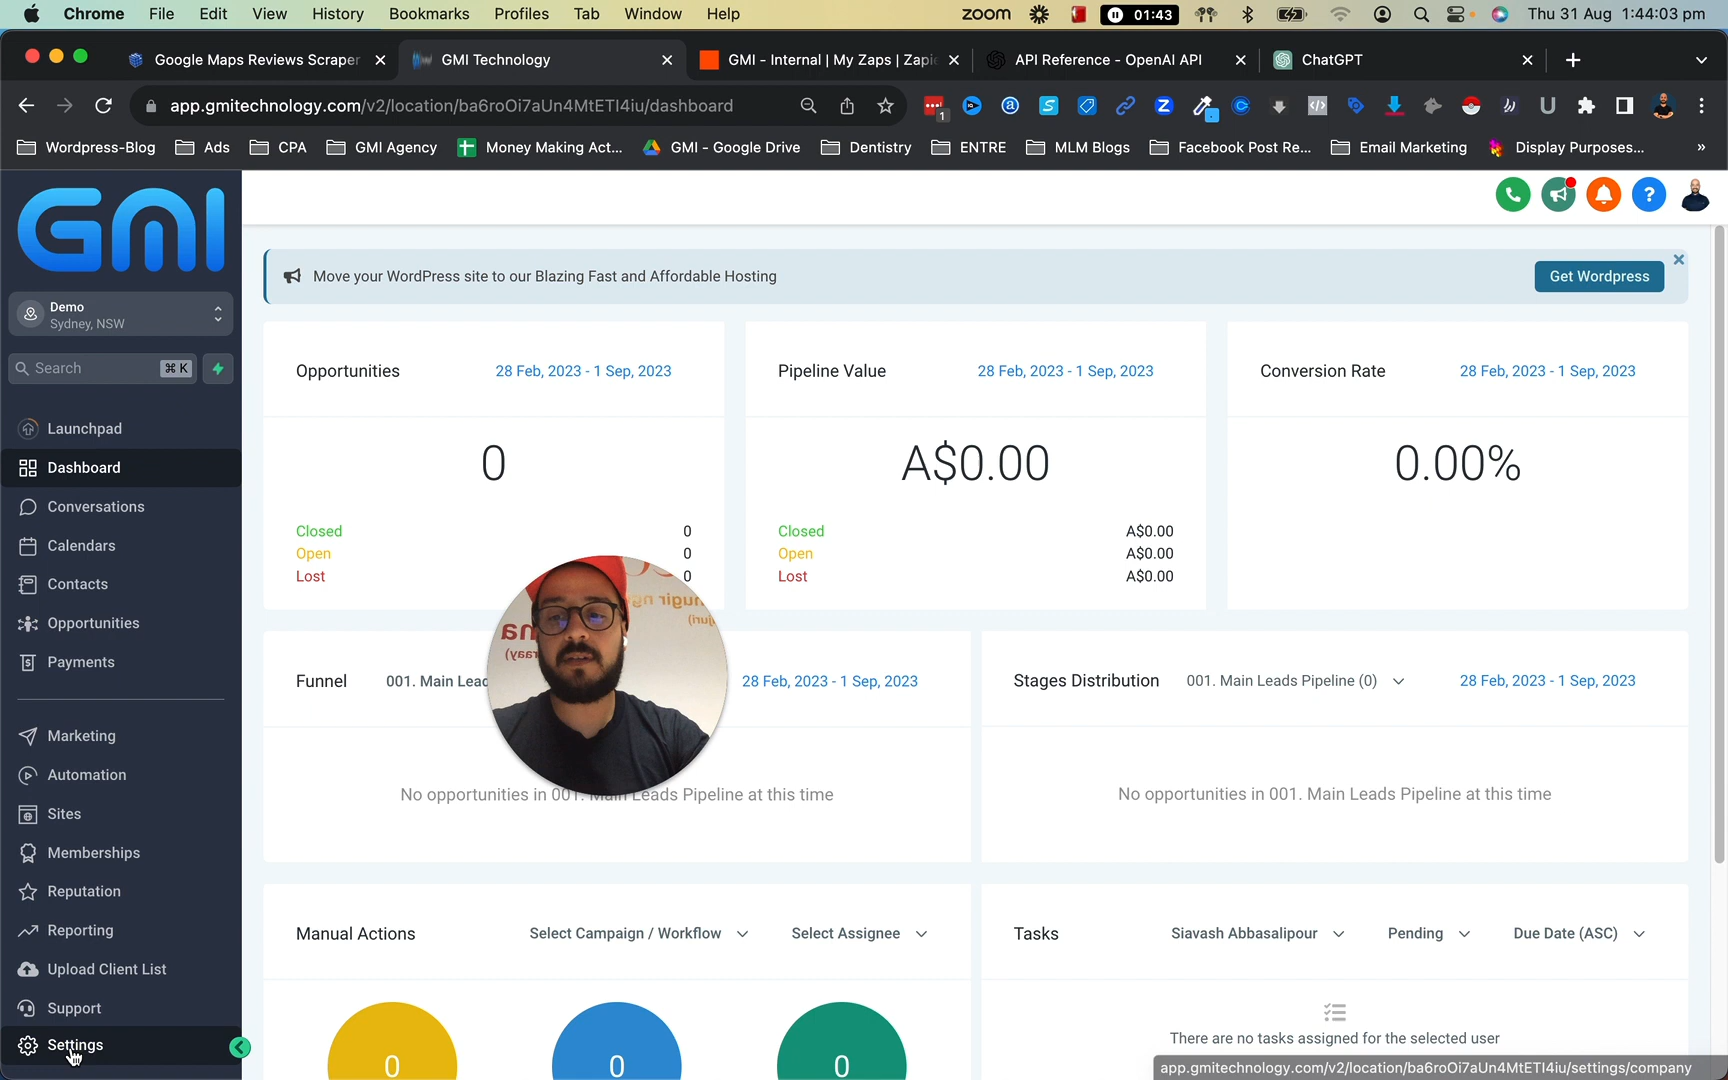 Chrome File Edit View History Bookmarks Profiles Tab Window Help zoom 01:43 Thu 31 Aug 1:44:03 pm
Google Maps Reviews Scraper GMI Technology GMI - Internal | My Zaps | Zapie API Reference - OpenAI API ChatGPT
app.gmitechnology.com/v2/location/ba6roOi7aUn4MtETI4iu/dashboard 1
Wordpress-Blog Ads CPA GMI Agency Money Making Act... GMI - Google Drive Dentistry ENTRE MLM Blogs Facebook Post Re... Email Marketing Display Purposes... »
GMI
Demo
Sydney, NSW
Search ⌘ K
Launchpad
Dashboard
Conversations
Calendars
Contacts
Opportunities
Payments
Marketing
Automation
Sites
Memberships
Reputation
Reporting
Upload Client List
Support
Settings
Move your WordPress site to our Blazing Fast and Affordable Hosting Get Wordpress
Opportunities 28 Feb, 2023 - 1 Sep, 2023
0
Closed 0
Open 0
Lost 0
Pipeline Value 28 Feb, 2023 - 1 Sep, 2023
A$0.00
Closed A$0.00
Open A$0.00
Lost A$0.00
Conversion Rate 28 Feb, 2023 - 1 Sep, 2023
0.00%
Funnel 001. Main Lead 28 Feb, 2023 - 1 Sep, 2023
No opportunities in 001. Main Leads Pipeline at this time
Stages Distribution 001. Main Leads Pipeline (0) 28 Feb, 2023 - 1 Sep, 2023
No opportunities in 001. Main Leads Pipeline at this time
Manual Actions Select Campaign / Workflow Select Assignee
0 0 0
Tasks Siavash Abbasalipour Pending Due Date (ASC)
There are no tasks assigned for the selected user
app.gmitechnology.com/v2/location/ba6roOi7aUn4MtETI4iu/settings/company